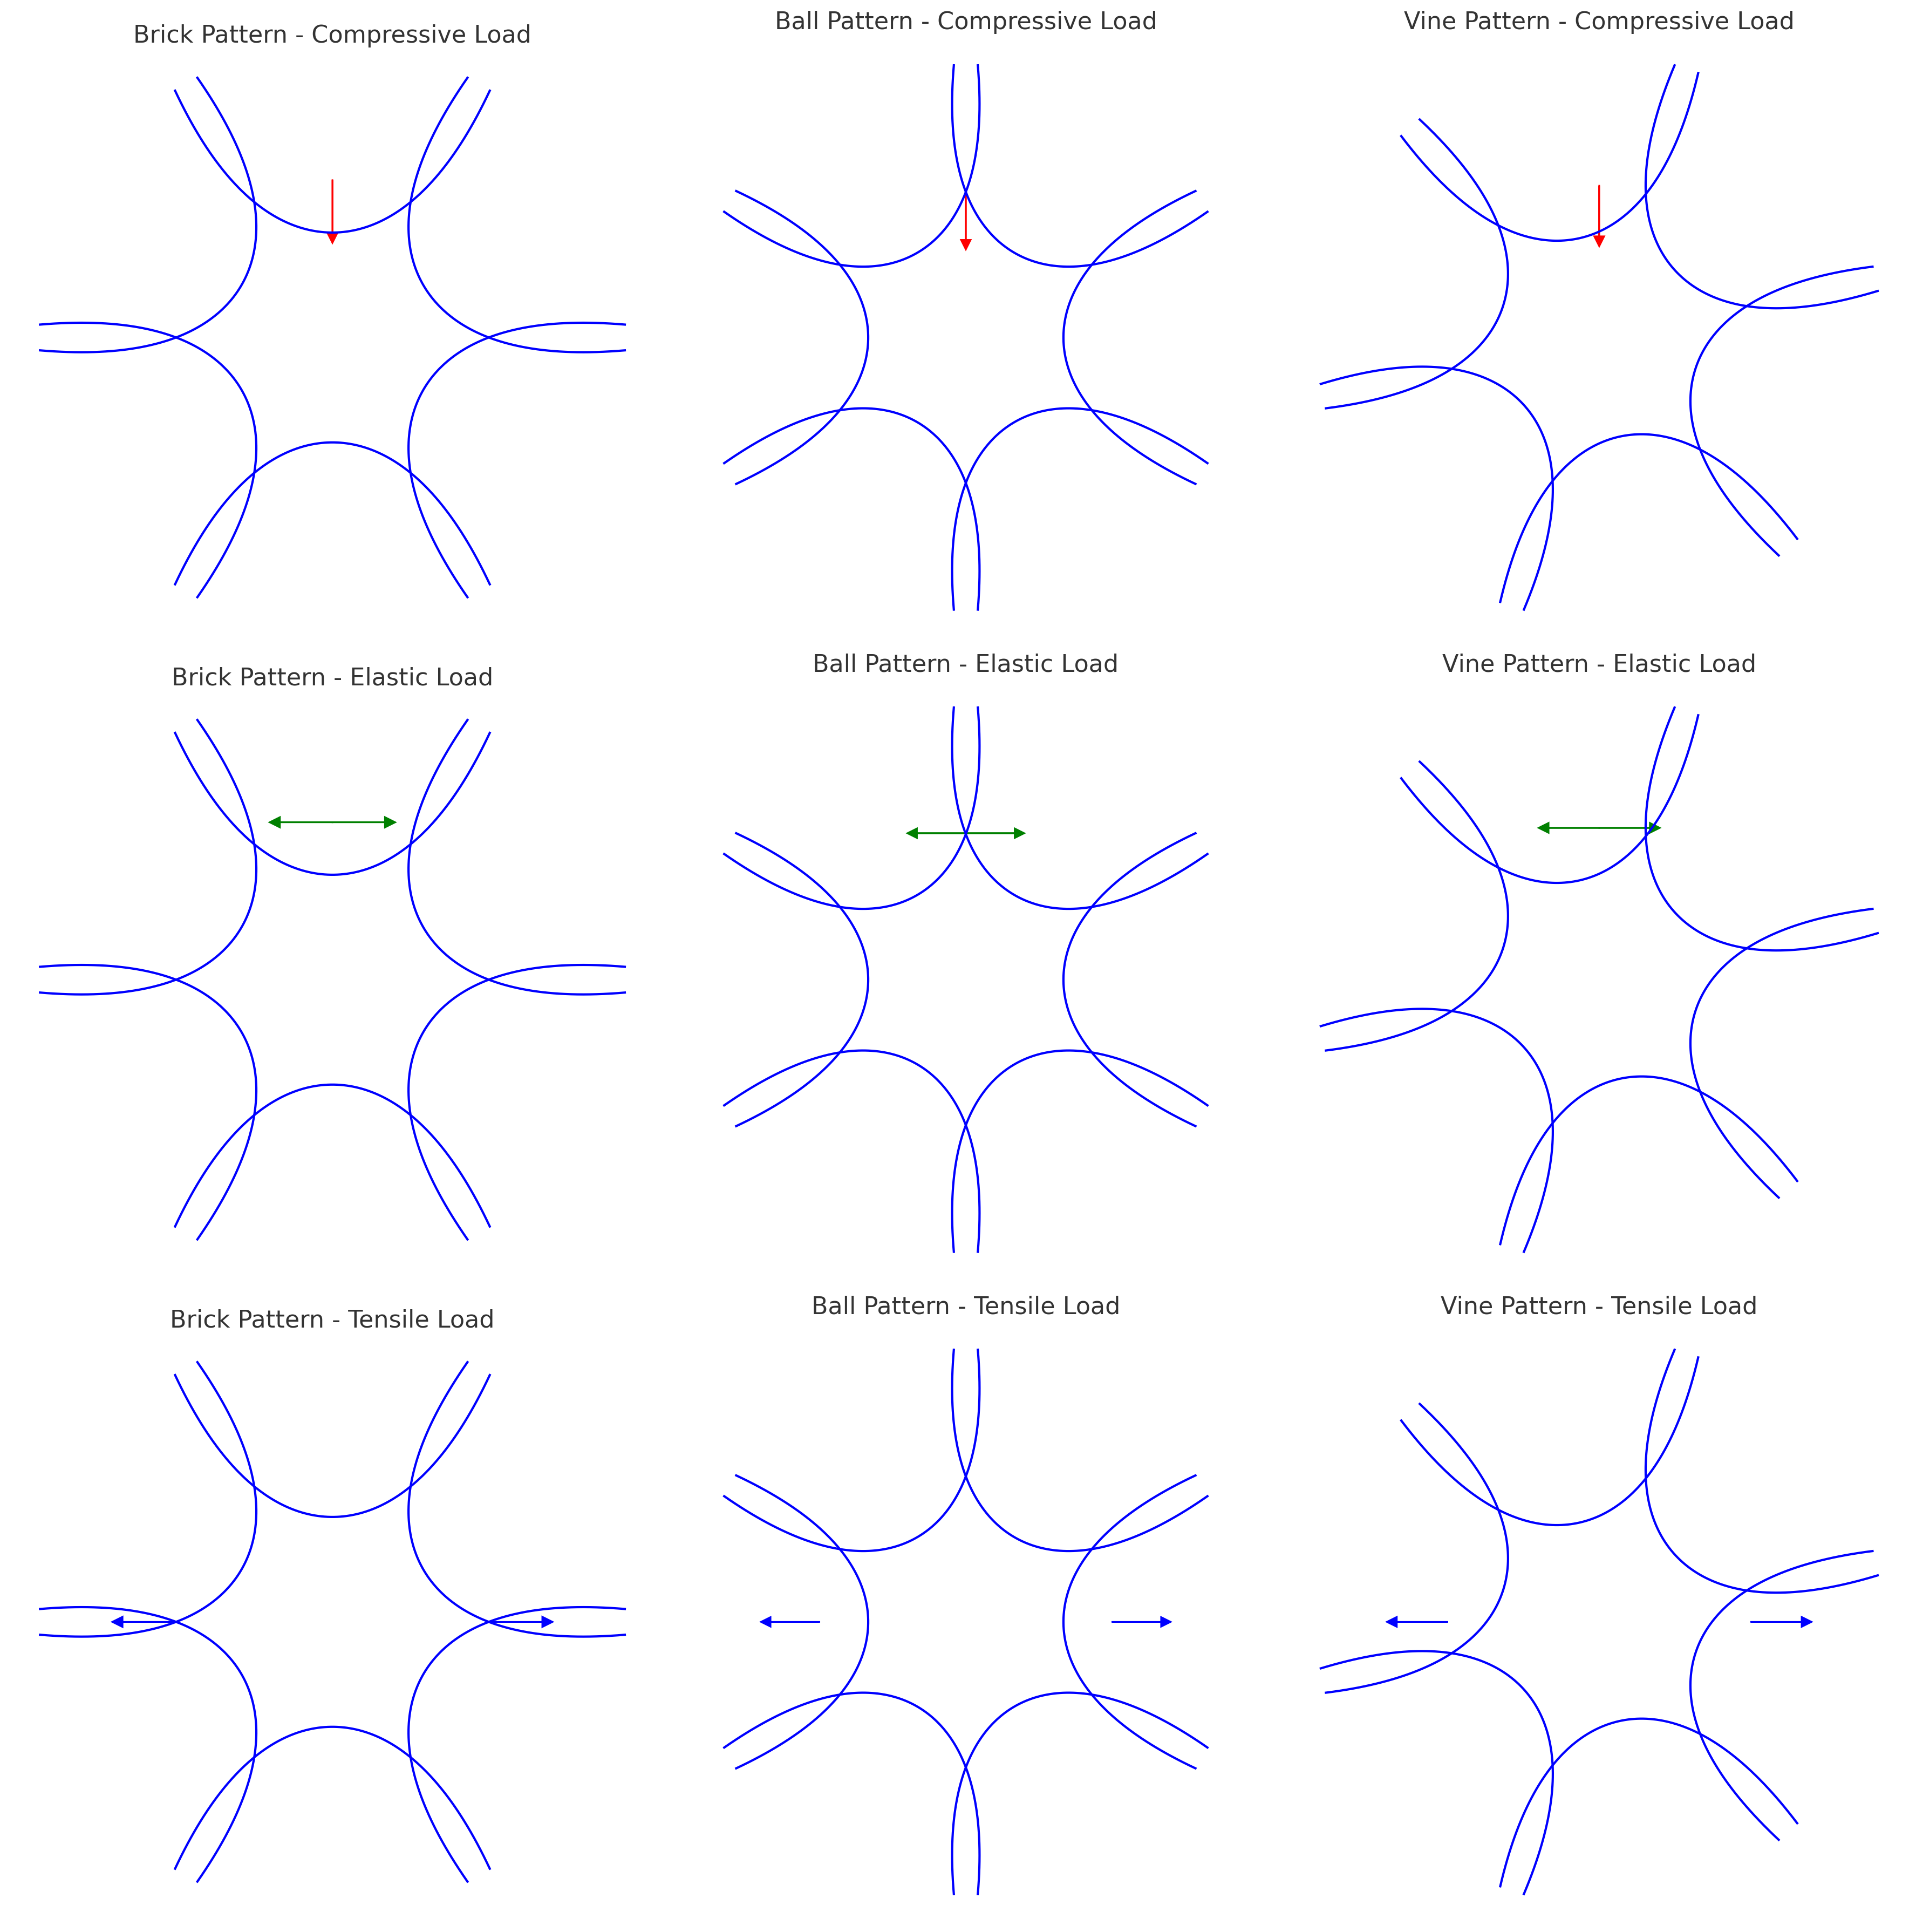 Brick Pattern - Compressive Load
Ball Pattern - Compressive Load
Vine Pattern - Compressive Load
Brick Pattern - Elastic Load
Ball Pattern - Elastic Load
Vine Pattern - Elastic Load
Brick Pattern - Tensile Load
Ball Pattern - Tensile Load
Vine Pattern - Tensile Load